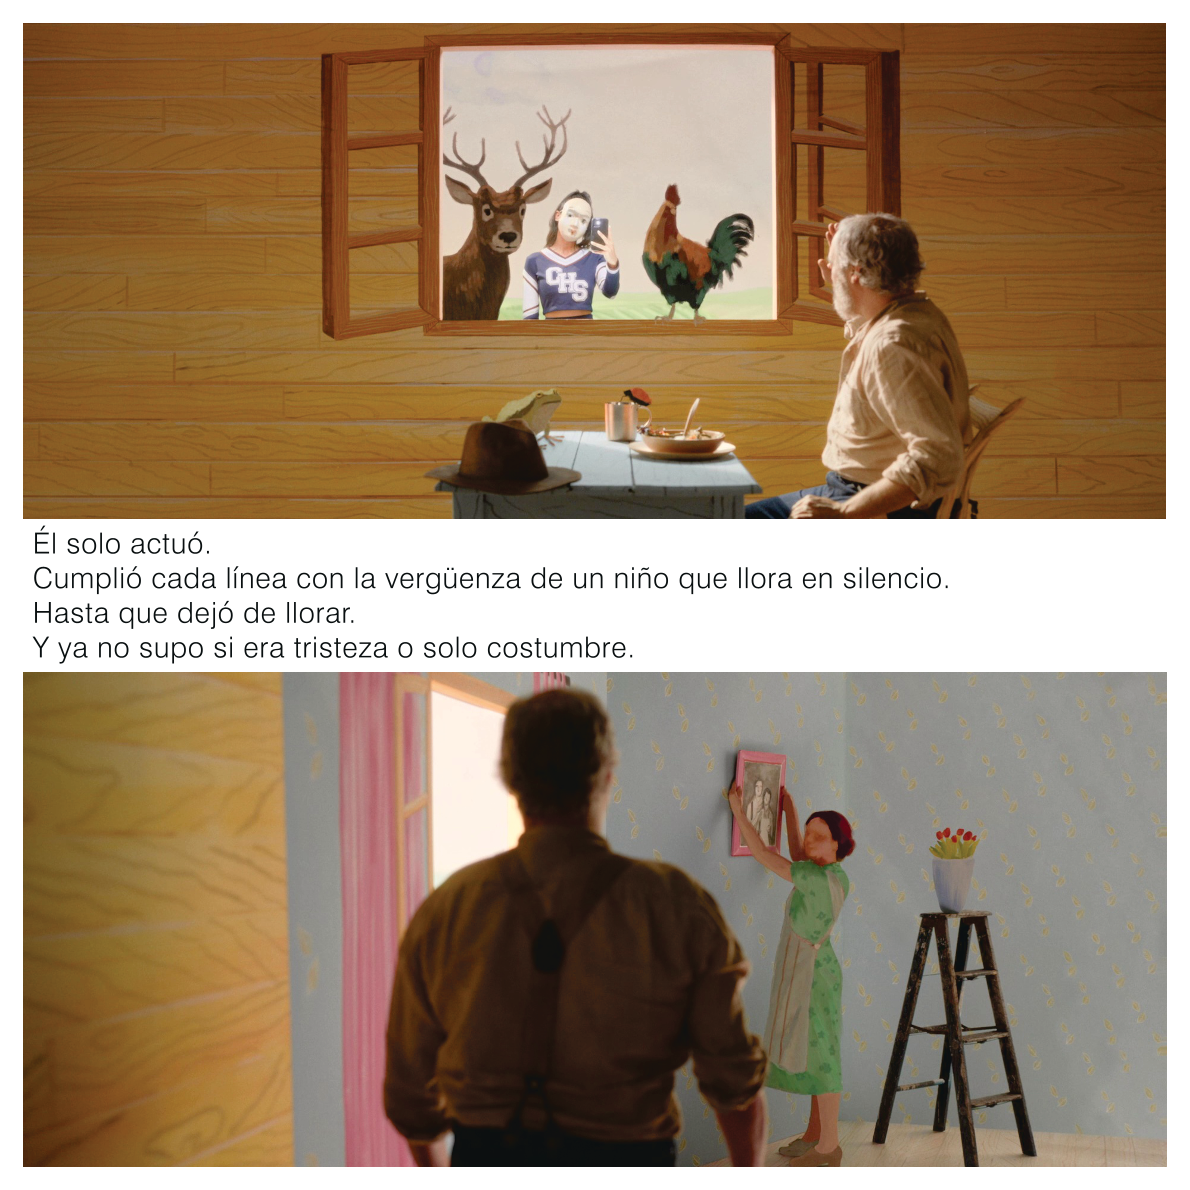 CHS
Él solo actuó.
Cumplió cada línea con la vergüenza de un niño que llora en silencio.
Hasta que dejó de llorar.
Y ya no supo si era tristeza o solo costumbre.